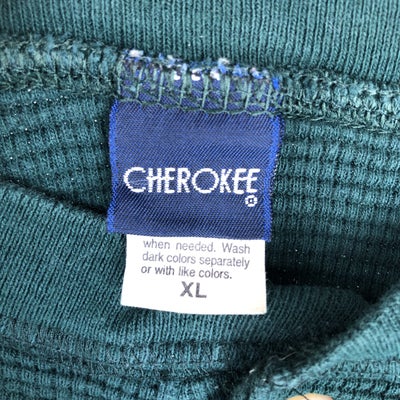 CHEROKEE
when needed. Wash
dark colors separately
or with like colors.
XL